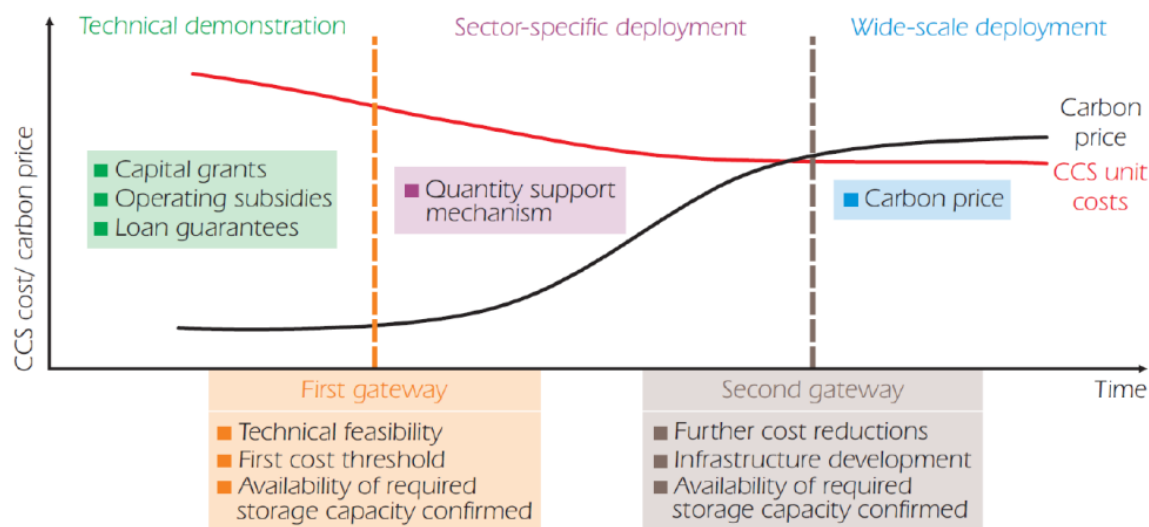 Technical demonstration
Sector-specific deployment
Wide-scale deployment
CCS cost/ carbon price
Capital grants
Operating subsidies
Loan guarantees
Quantity support
mechanism
Carbon price
Carbon
price
CCS unit
costs
Time
First gateway
Technical feasibility
First cost threshold
Availability of required
storage capacity confirmed
Second gateway
Further cost reductions
Infrastructure development
Availability of required
storage capacity confirmed